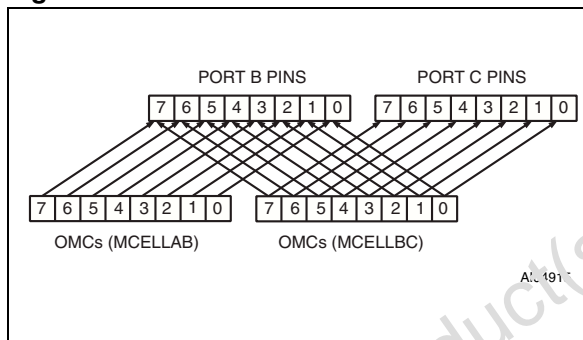 PORT B PINS PORT C PINS
7 6 5 4 3 2 1 0 7 6 5 4 3 2 1 0
7 6 5 4 3 2 1 0 7 6 5 4 3 2 1 0
OMCs (MCELLAB) OMCs (MCELLBC)